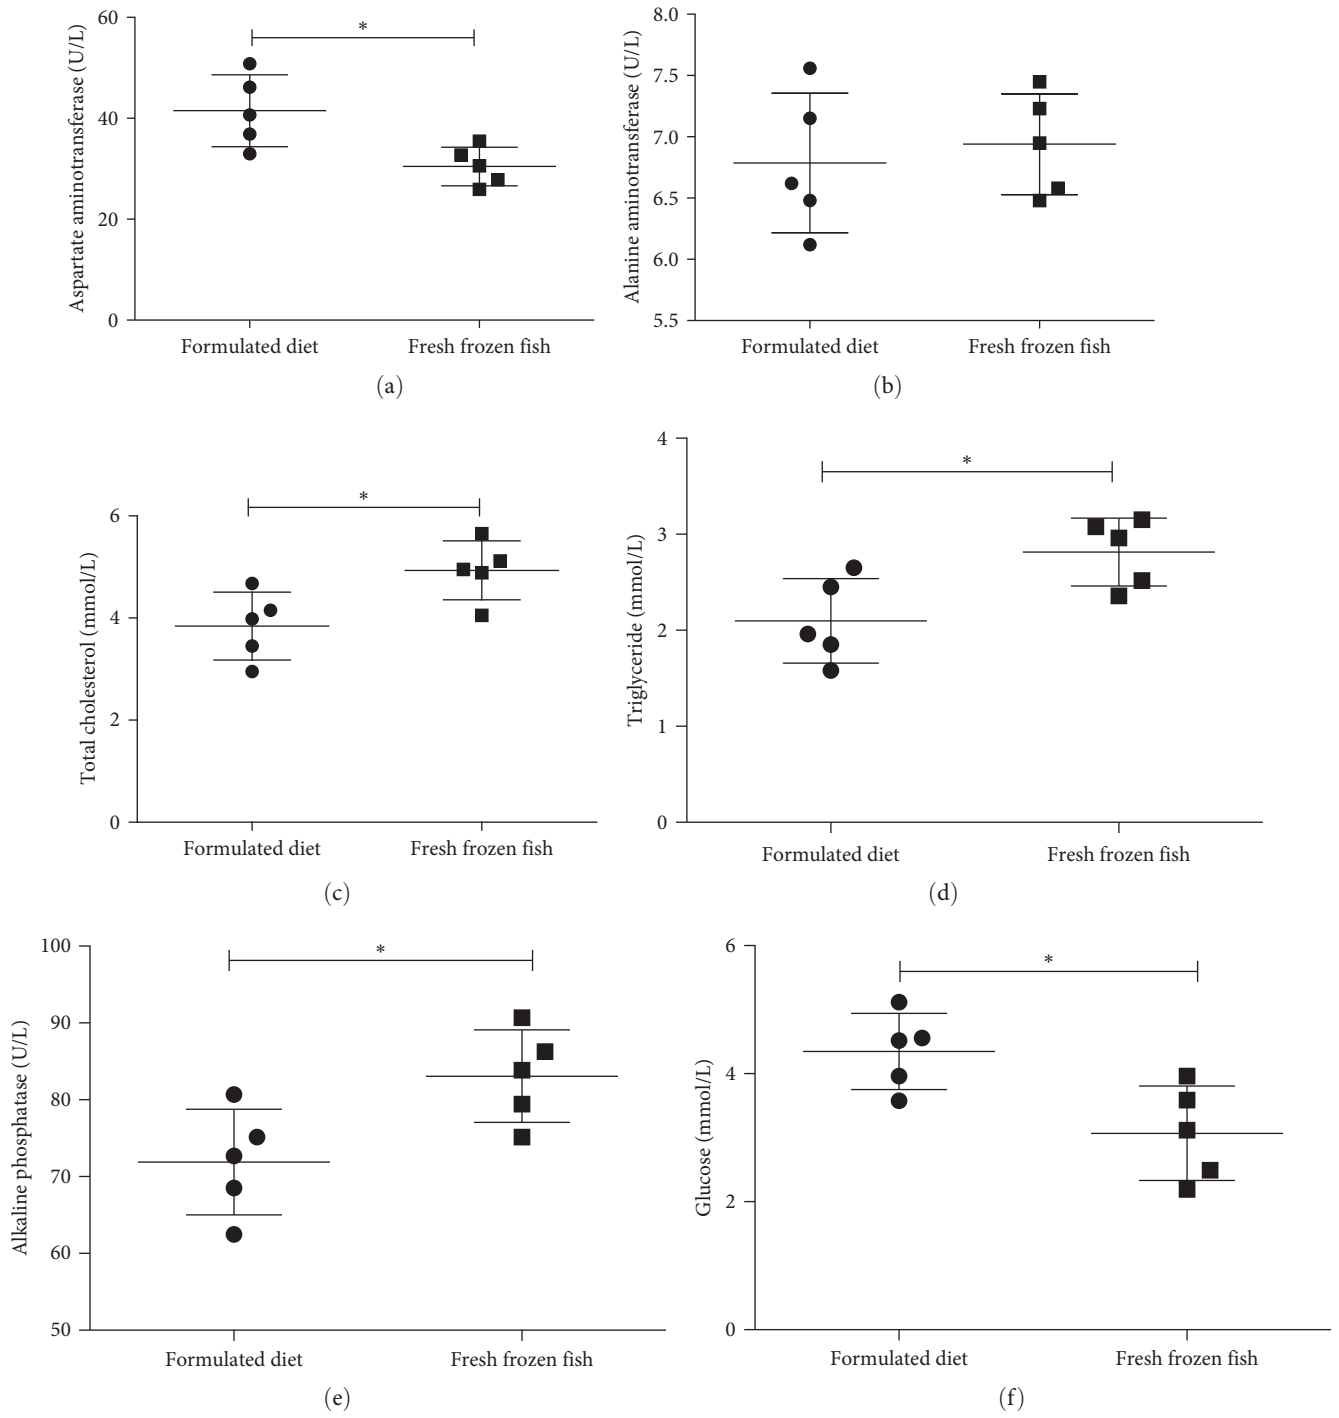 Aspartate aminotransferase (U/L)
60
40
20
0
*
Formulated diet
Fresh frozen fish
(a)
Alanine aminotransferase (U/L)
8.0
7.5
7.0
6.5
6.0
5.5
Formulated diet
Fresh frozen fish
(b)
Total cholesterol (mmol/L)
6
4
2
0
*
Formulated diet
Fresh frozen fish
(c)
Triglyceride (mmol/L)
4
3
2
1
0
*
Formulated diet
Fresh frozen fish
(d)
Alkaline phosphatase (U/L)
100
90
80
70
60
50
*
Formulated diet
Fresh frozen fish
(e)
Glucose (mmol/L)
6
4
2
0
*
Formulated diet
Fresh frozen fish
(f)